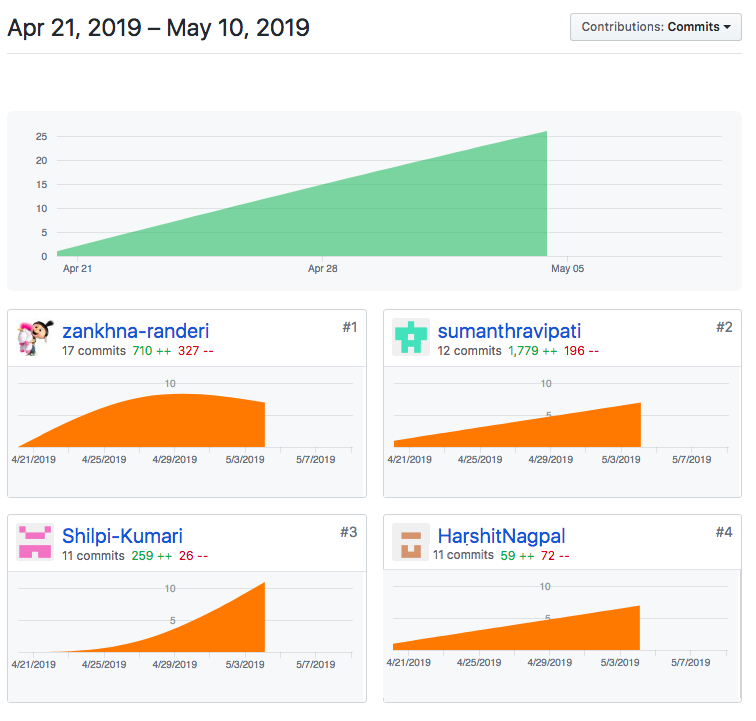 Apr 21, 2019 – May 10, 2019
Contributions: Commits
25
20
15
10
5
0
Apr 21 Apr 28 May 05
zankhna-randeri #1
17 commits 710 ++ 327 --
10
4/21/2019 4/25/2019 4/29/2019 5/3/2019 5/7/2019
sumanthravipati #2
12 commits 1,779 ++ 196 --
10
5
4/21/2019 4/25/2019 4/29/2019 5/3/2019 5/7/2019
Shilpi-Kumari #3
11 commits 259 ++ 26 --
10
5
4/21/2019 4/25/2019 4/29/2019 5/3/2019 5/7/2019
HarshitNagpal #4
11 commits 59 ++ 72 --
10
5
4/21/2019 4/25/2019 4/29/2019 5/3/2019 5/7/2019